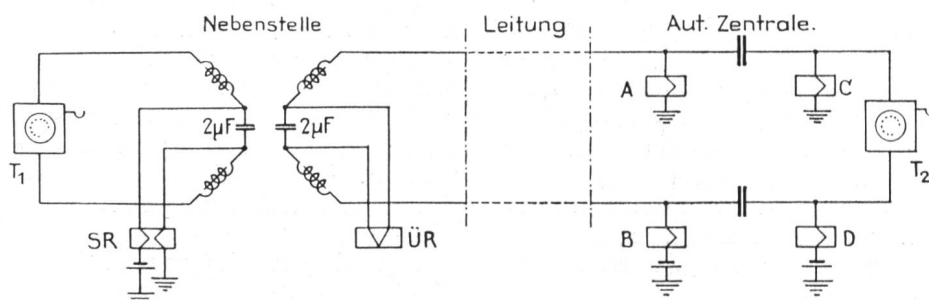 Nebenstelle
Leitung
Aut. Zentrale.
A
C
2µF
2µF
T₁
T₂
SR
ÜR
B
D